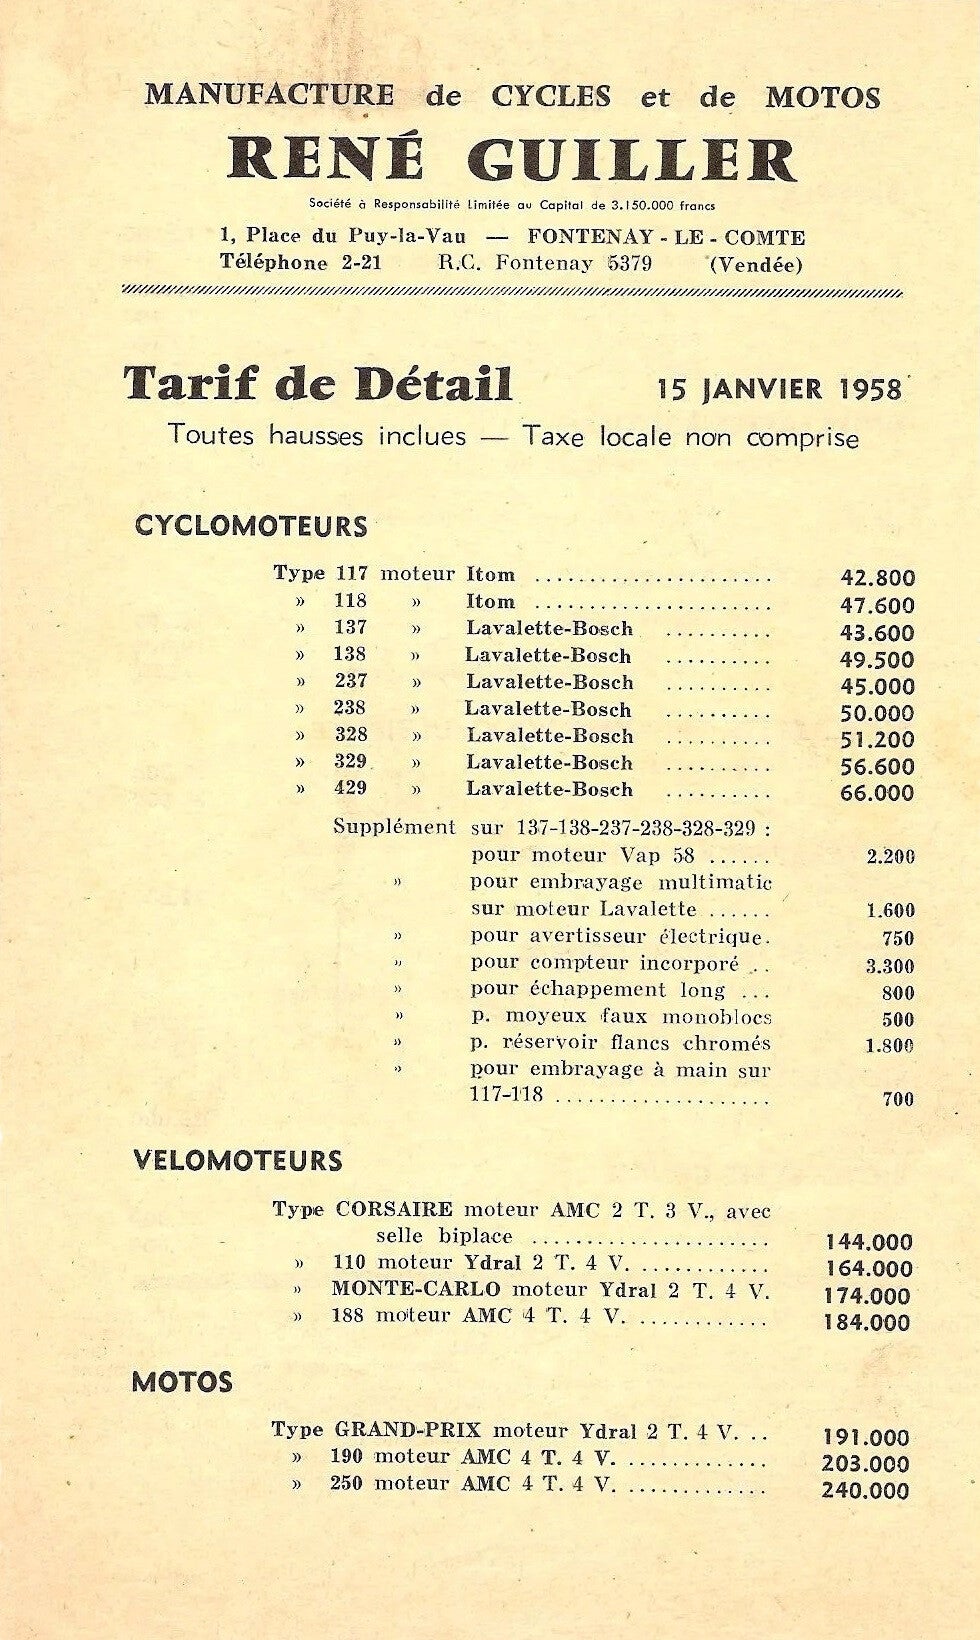 MANUFACTURE de CYCLES et de MOTOS
RENÉ GUILLER
Société à Responsabilité Limitée au Capital de 3.150.000 francs
1, Place du Puy-la-Vau — FONTENAY - LE - COMTE
Téléphone 2-21 R.C. Fontenay 5379 (Vendée)
Tarif de Détail 15 JANVIER 1958
Toutes hausses inclues — Taxe locale non comprise
CYCLOMOTEURS
Type 117 moteur Itom ...................... 42.800
» 118 » Itom ...................... 47.600
» 137 » Lavalette-Bosch .......... 43.600
» 138 » Lavalette-Bosch .......... 49.500
» 237 » Lavalette-Bosch .......... 45.000
» 238 » Lavalette-Bosch .......... 50.000
» 328 » Lavalette-Bosch .......... 51.200
» 329 » Lavalette-Bosch .......... 56.600
» 429 » Lavalette-Bosch .......... 66.000
Supplément sur 137-138-237-238-328-329 :
pour moteur Vap 58 ...... 2.200
» pour embrayage multimatic
sur moteur Lavalette ...... 1.600
» pour avertisseur électrique. 750
» pour compteur incorporé .. 3.300
» pour échappement long ... 800
» p. moyeux faux monoblocs 500
» p. réservoir flancs chromés 1.800
» pour embrayage à main sur
117-118 .................... 700
VELOMOTEURS
Type CORSAIRE moteur AMC 2 T. 3 V., avec
selle biplace ...................... 144.000
» 110 moteur Ydral 2 T. 4 V. ............ 164.000
» MONTE-CARLO moteur Ydral 2 T. 4 V. 174.000
» 188 moteur AMC 4 T. 4 V. ............ 184.000
MOTOS
Type GRAND-PRIX moteur Ydral 2 T. 4 V. .. 191.000
» 190 moteur AMC 4 T. 4 V. ............. 203.000
» 250 moteur AMC 4 T. 4 V. ............. 240.000